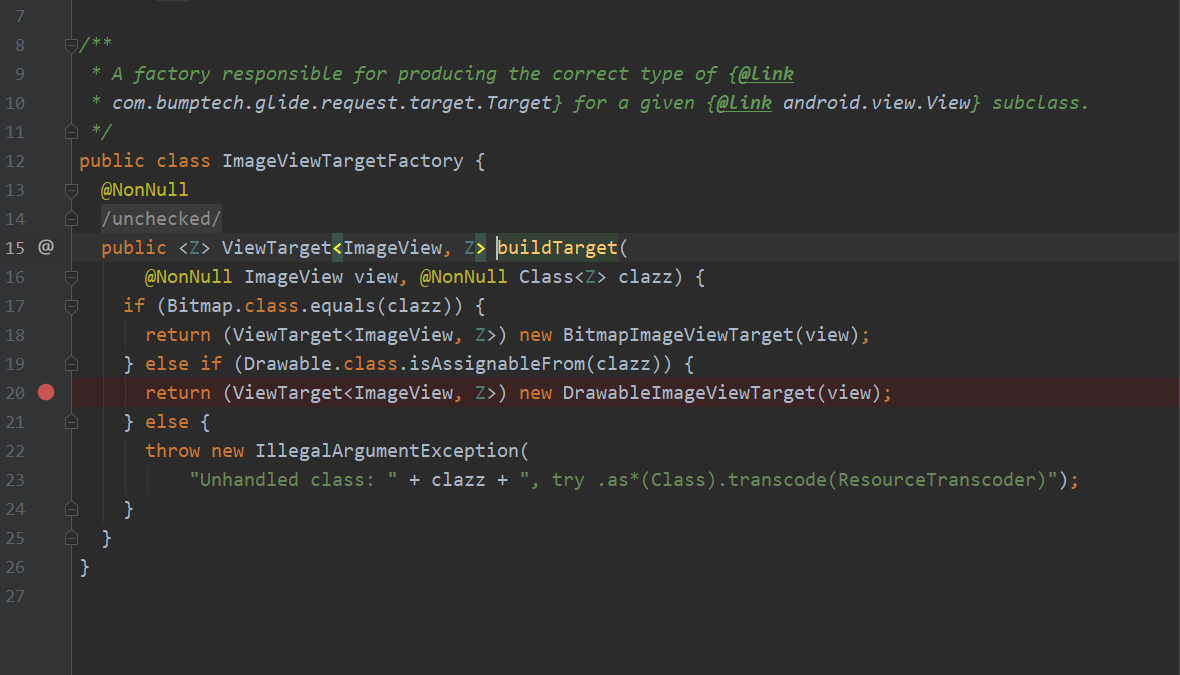 7
8 /**
9 * A factory responsible for producing the correct type of {@link
10 * com.bumptech.glide.request.target.Target} for a given {@link android.view.View} subclass.
11 */
12 public class ImageViewTargetFactory {
13 @NonNull
14 /unchecked/
15 @ public <Z> ViewTarget<ImageView, Z> buildTarget(
16 @NonNull ImageView view, @NonNull Class<Z> clazz) {
17 if (Bitmap.class.equals(clazz)) {
18 return (ViewTarget<ImageView, Z>) new BitmapImageViewTarget(view);
19 } else if (Drawable.class.isAssignableFrom(clazz)) {
20 return (ViewTarget<ImageView, Z>) new DrawableImageViewTarget(view);
21 } else {
22 throw new IllegalArgumentException(
23 "Unhandled class: " + clazz + ", try .as*(Class).transcode(ResourceTranscoder)");
24 }
25 }
26 }
27